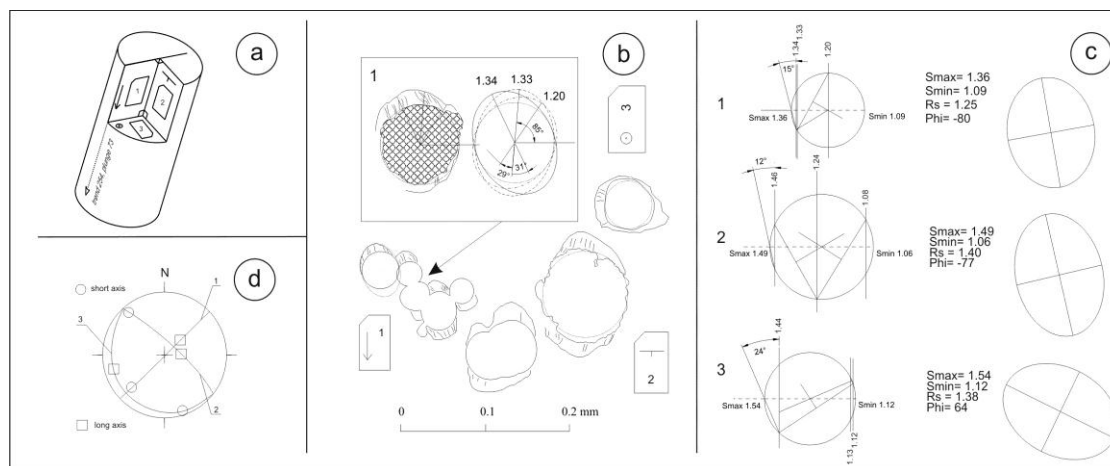 a
1
2
3
trend 256, plunge 73
d
N
short axis
1
3
2
long axis
b
1
1.34
1.33
1.20
85°
29°
31°
3
1
2
0
0.1
0.2 mm
c
1
15°
1.34
1.33
1.20
Smax 1.36
Smin 1.09
Smax= 1.36
Smin= 1.09
Rs = 1.25
Phi= -80
2
12°
1.46
1.24
1.08
Smax 1.49
Smin 1.06
Smax= 1.49
Smin= 1.06
Rs = 1.40
Phi= -77
3
24°
1.44
Smax 1.54
Smin 1.12
1.13
1.12
Smax= 1.54
Smin= 1.12
Rs = 1.38
Phi= 64